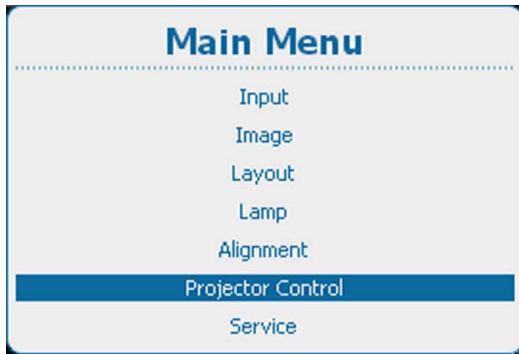 Main Menu
Input
Image
Layout
Lamp
Alignment
Projector Control
Service